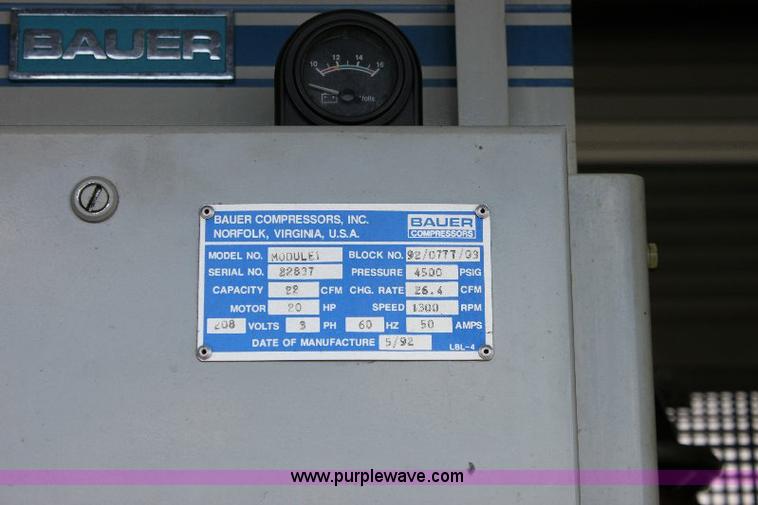 BAUER
10 12 14 16
Volts
BAUER COMPRESSORS, INC.
NORFOLK, VIRGINIA, U.S.A.
BAUER
COMPRESSORS
MODEL NO. MODULE1 BLOCK NO. 92/0777/G3
SERIAL NO. 22837 PRESSURE 4500 PSIG
CAPACITY 22 CFM CHG. RATE 26.4 CFM
MOTOR 20 HP SPEED 1300 RPM
208 VOLTS 3 PH 60 HZ 50 AMPS
DATE OF MANUFACTURE 5/92 LBL-4
www.purplewave.com